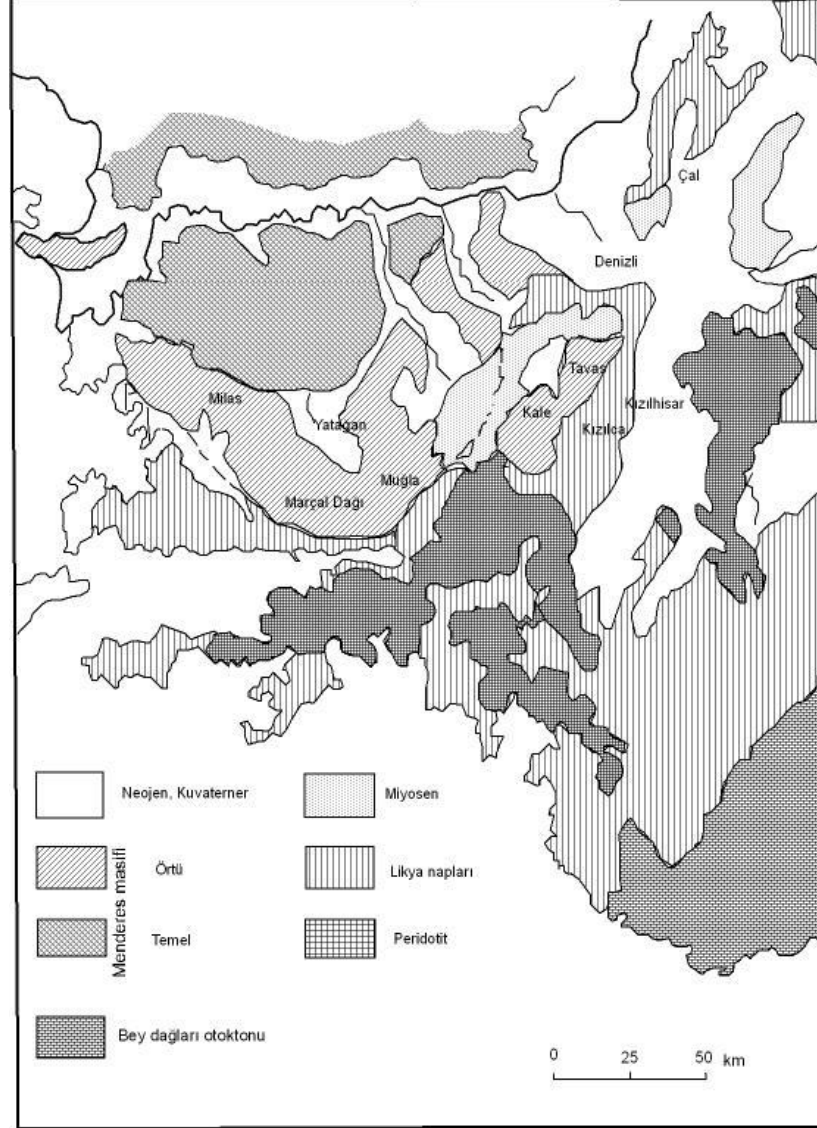 Çal
Denizli
Tavas
Milas
Kale
Kızılhisar
Yatağan
Kızılca
Muğla
Marçal Dağı
Neojen, Kuvaterner
Miyosen
Menderes masifi
Örtü
Likya napları
Temel
Peridotit
Bey dağları otoktonu
0 25 50 km